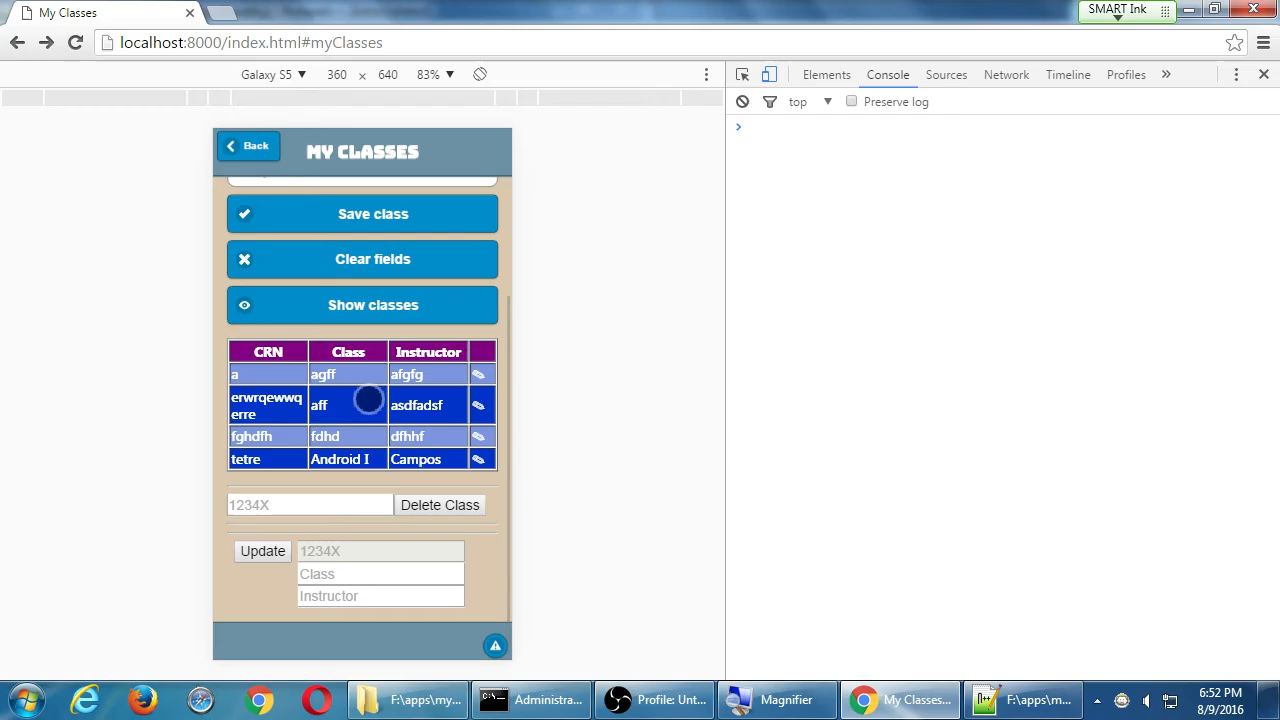 My Classes
SMART Ink
localhost:8000/index.html#myClasses
Galaxy S5 ▼ 360 x 640 83% ▼
Elements Console Sources Network Timeline Profiles »
top ▼ Preserve log
Back
MY CLASSES
Save class
Clear fields
Show classes
CRN Class Instructor
a agff afgfg
erwrqewwq
erre aff asdfadsf
fghdfh fdhd dfhhf
tetre Android I Campos
1234X Delete Class
Update 1234X
Class
Instructor
F:\apps\my... Administra... Profile: Unt... Magnifier My Classes... F:\apps\m...
6:52 PM
8/9/2016